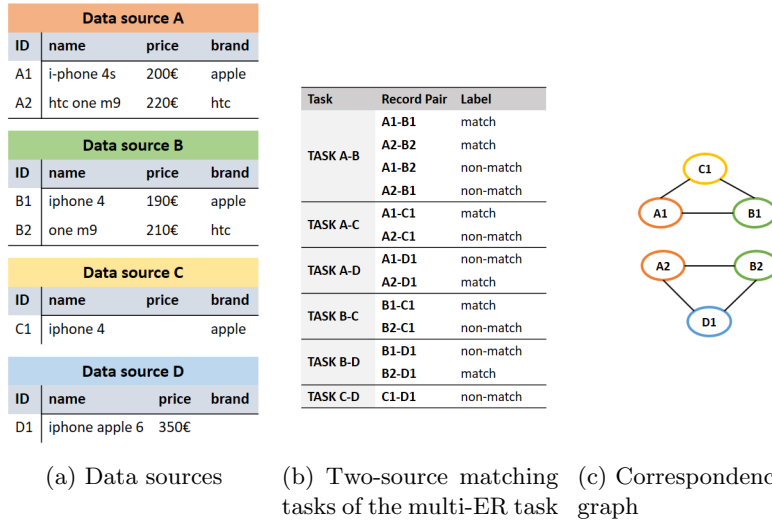 Data source A
ID name price brand
A1 i-phone 4s 200€ apple
A2 htc one m9 220€ htc
Data source B
ID name price brand
B1 iphone 4 190€ apple
B2 one m9 210€ htc
Data source C
ID name price brand
C1 iphone 4 apple
Data source D
ID name price brand
D1 iphone apple 6 350€
(a) Data sources
Task Record Pair Label
TASK A-B
A1-B1 match
A2-B2 match
A1-B2 non-match
A2-B1 non-match
TASK A-C
A1-C1 match
A2-C1 non-match
TASK A-D
A1-D1 non-match
A2-D1 match
TASK B-C
B1-C1 match
B2-C1 non-match
TASK B-D
B1-D1 non-match
B2-D1 match
TASK C-D C1-D1 non-match
(b) Two-source matching
tasks of the multi-ER task
C1
A1 B1
A2 B2
D1
(c) Correspondenc
graph